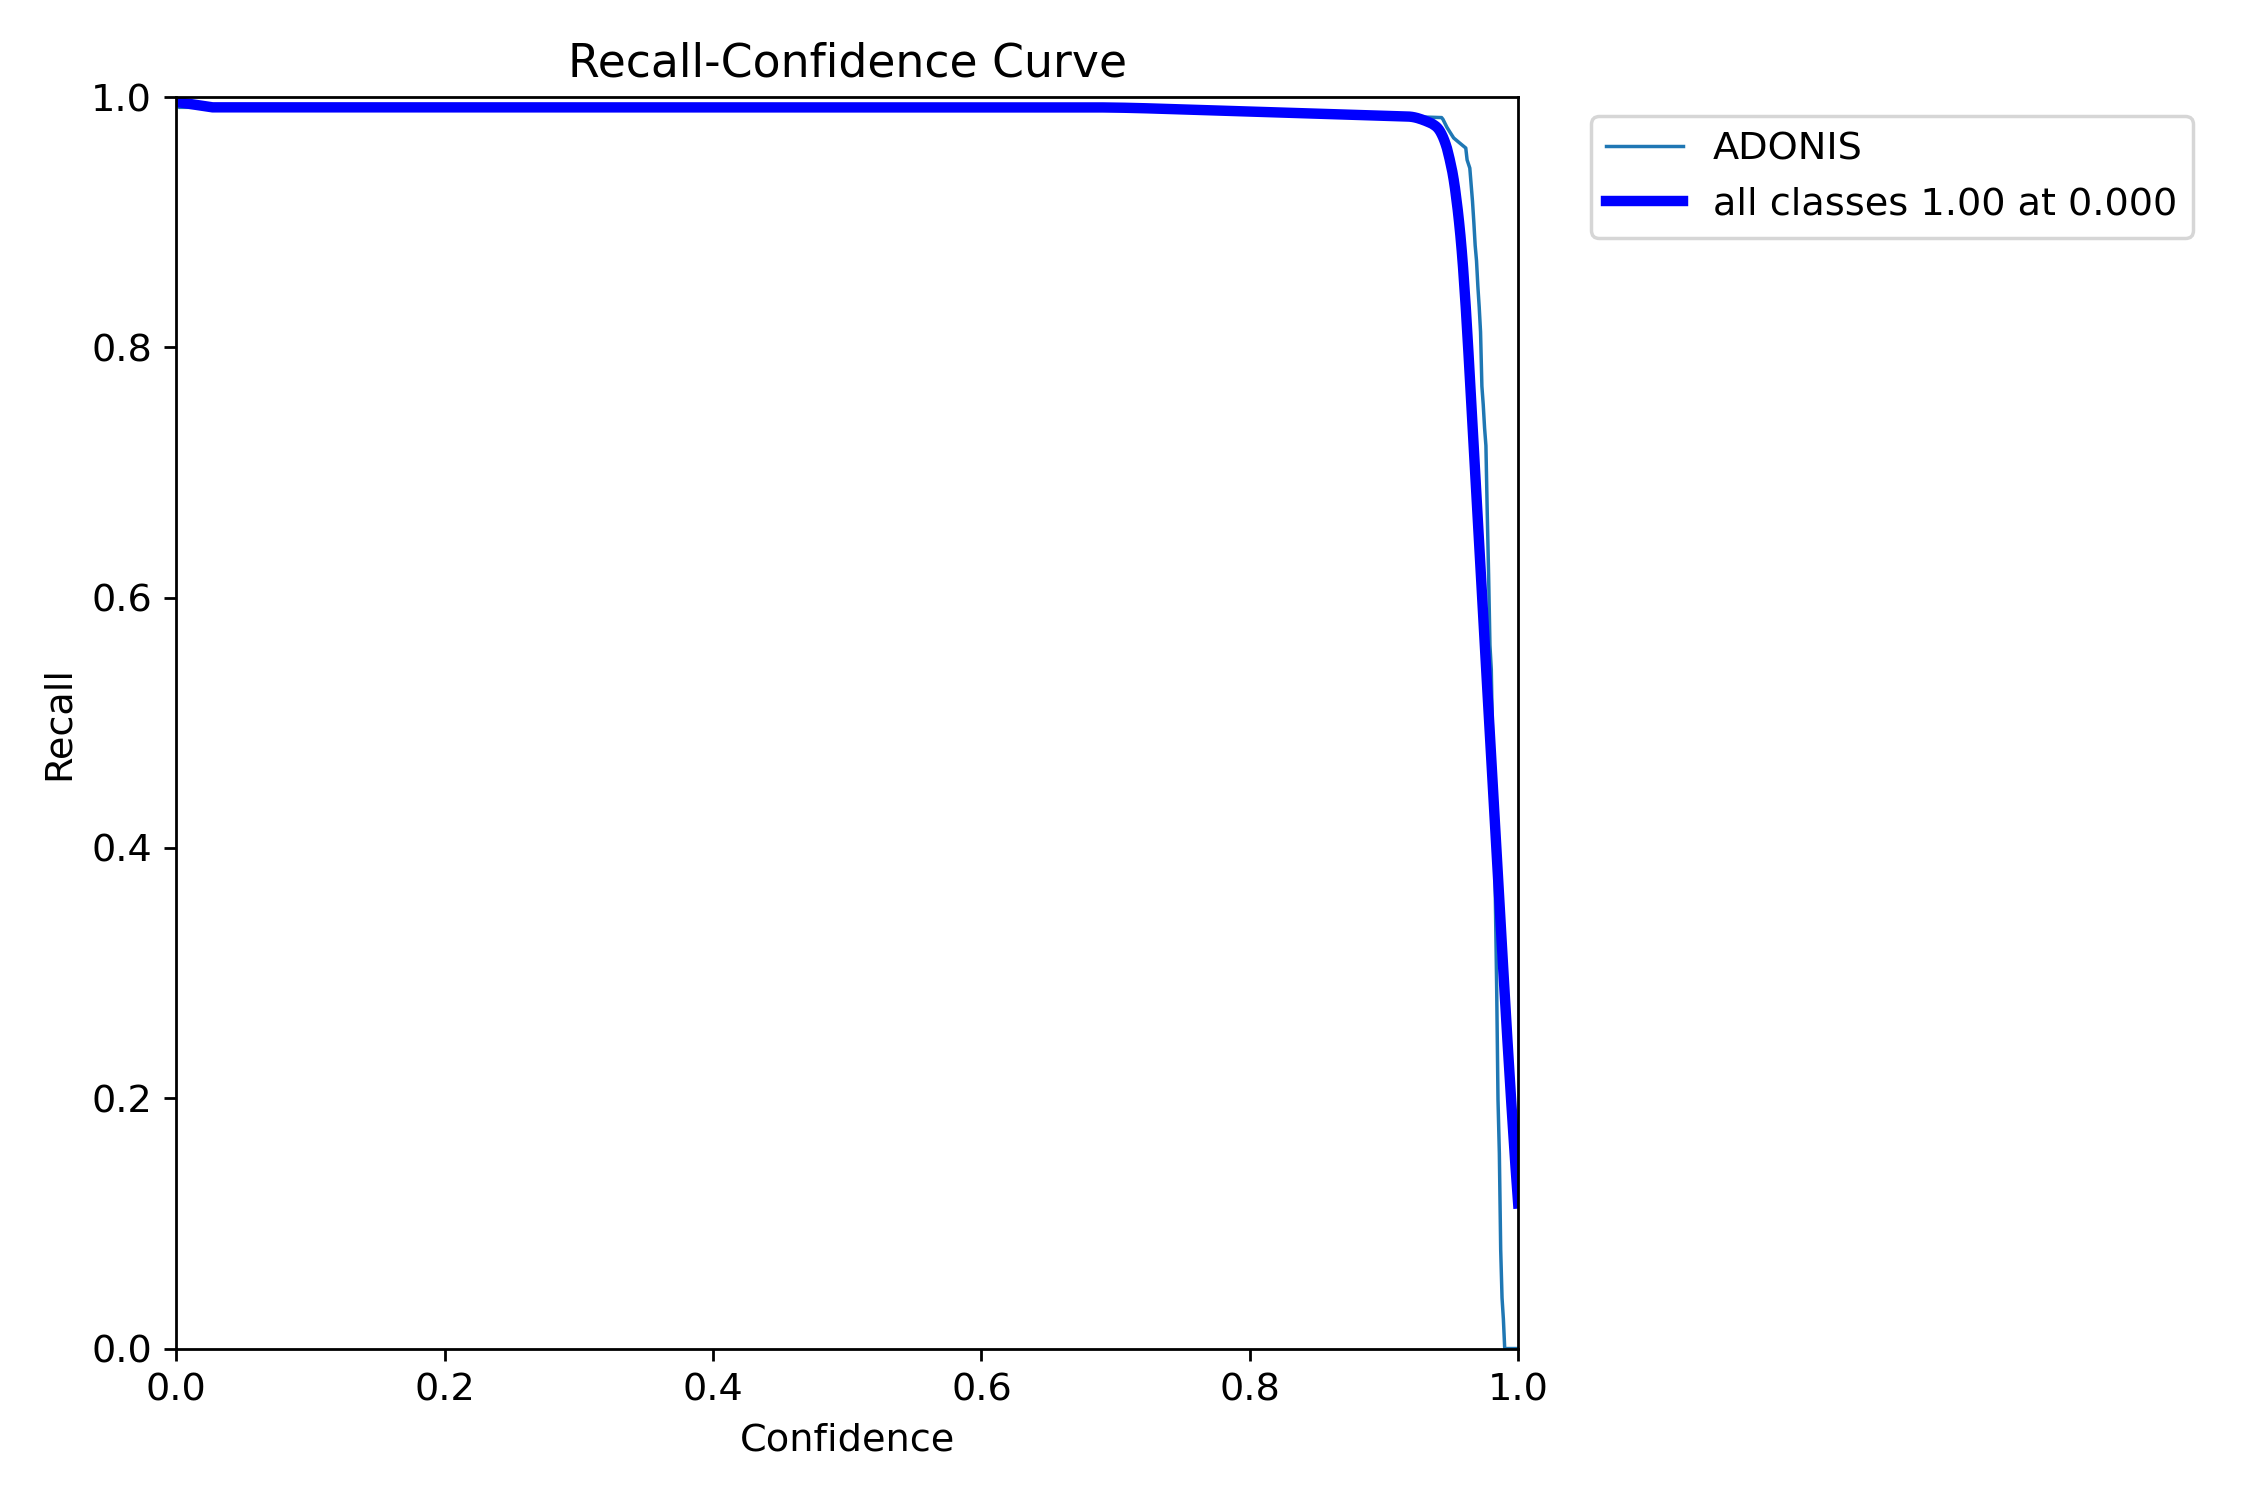 Recall-Confidence Curve
1.0
0.8
0.6
0.4
0.2
0.0
Recall
0.0 0.2 0.4 0.6 0.8 1.0
Confidence
ADONIS
all classes 1.00 at 0.000